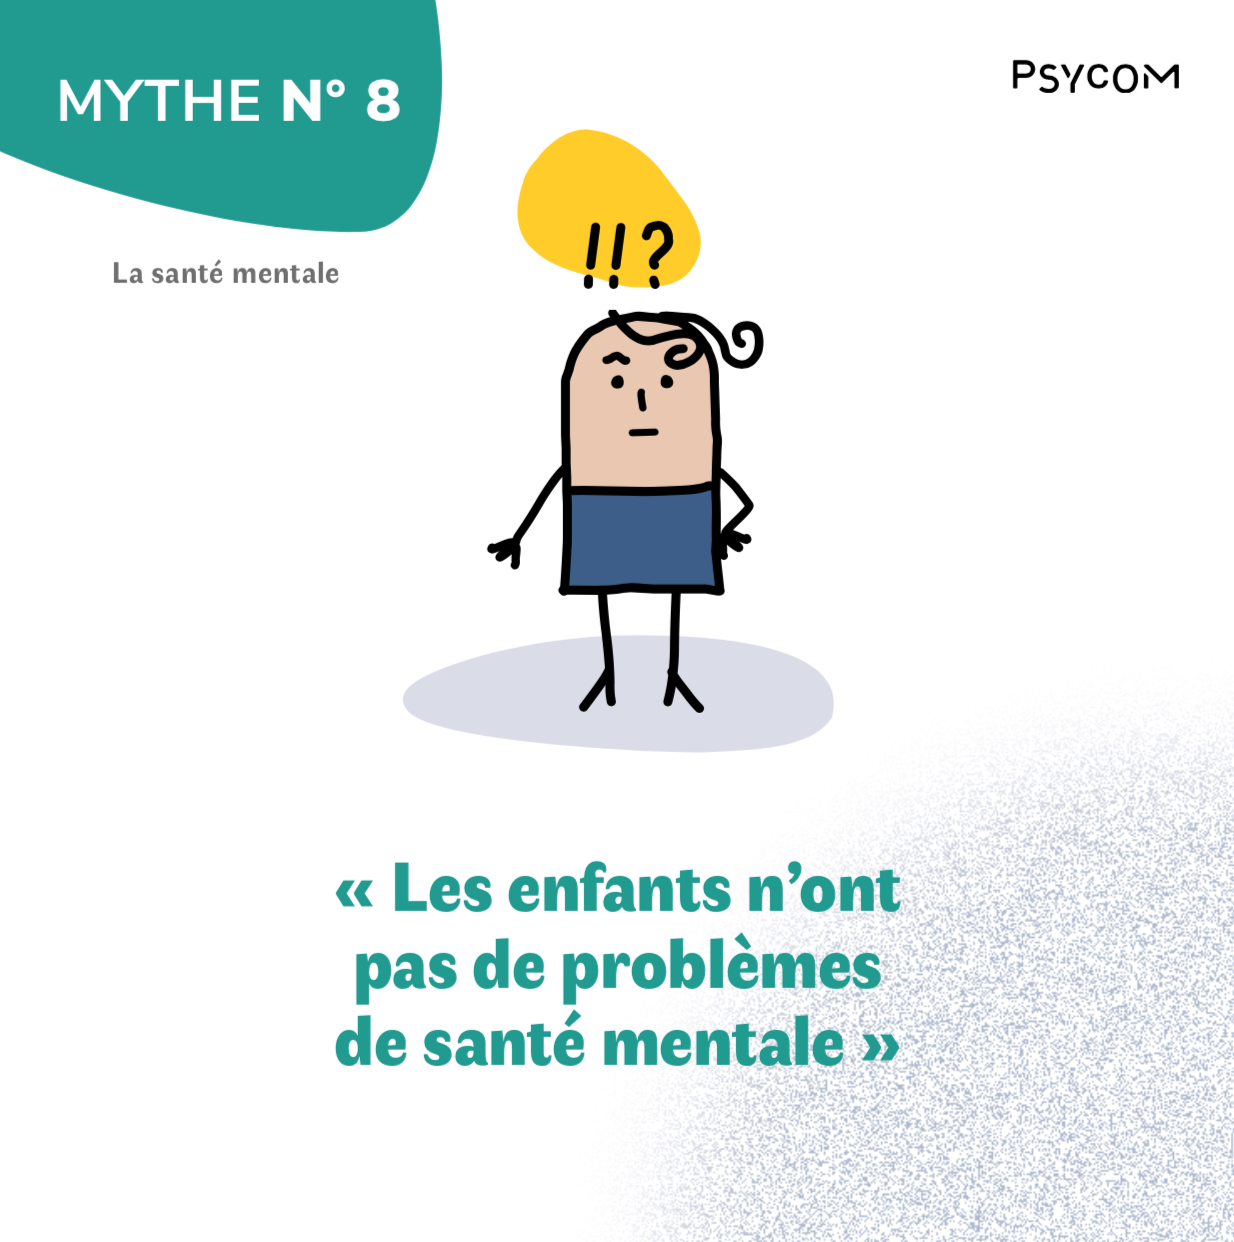 MYTHE N° 8
PSYCOM
La santé mentale
!!?
« Les enfants n’ont
pas de problèmes
de santé mentale »